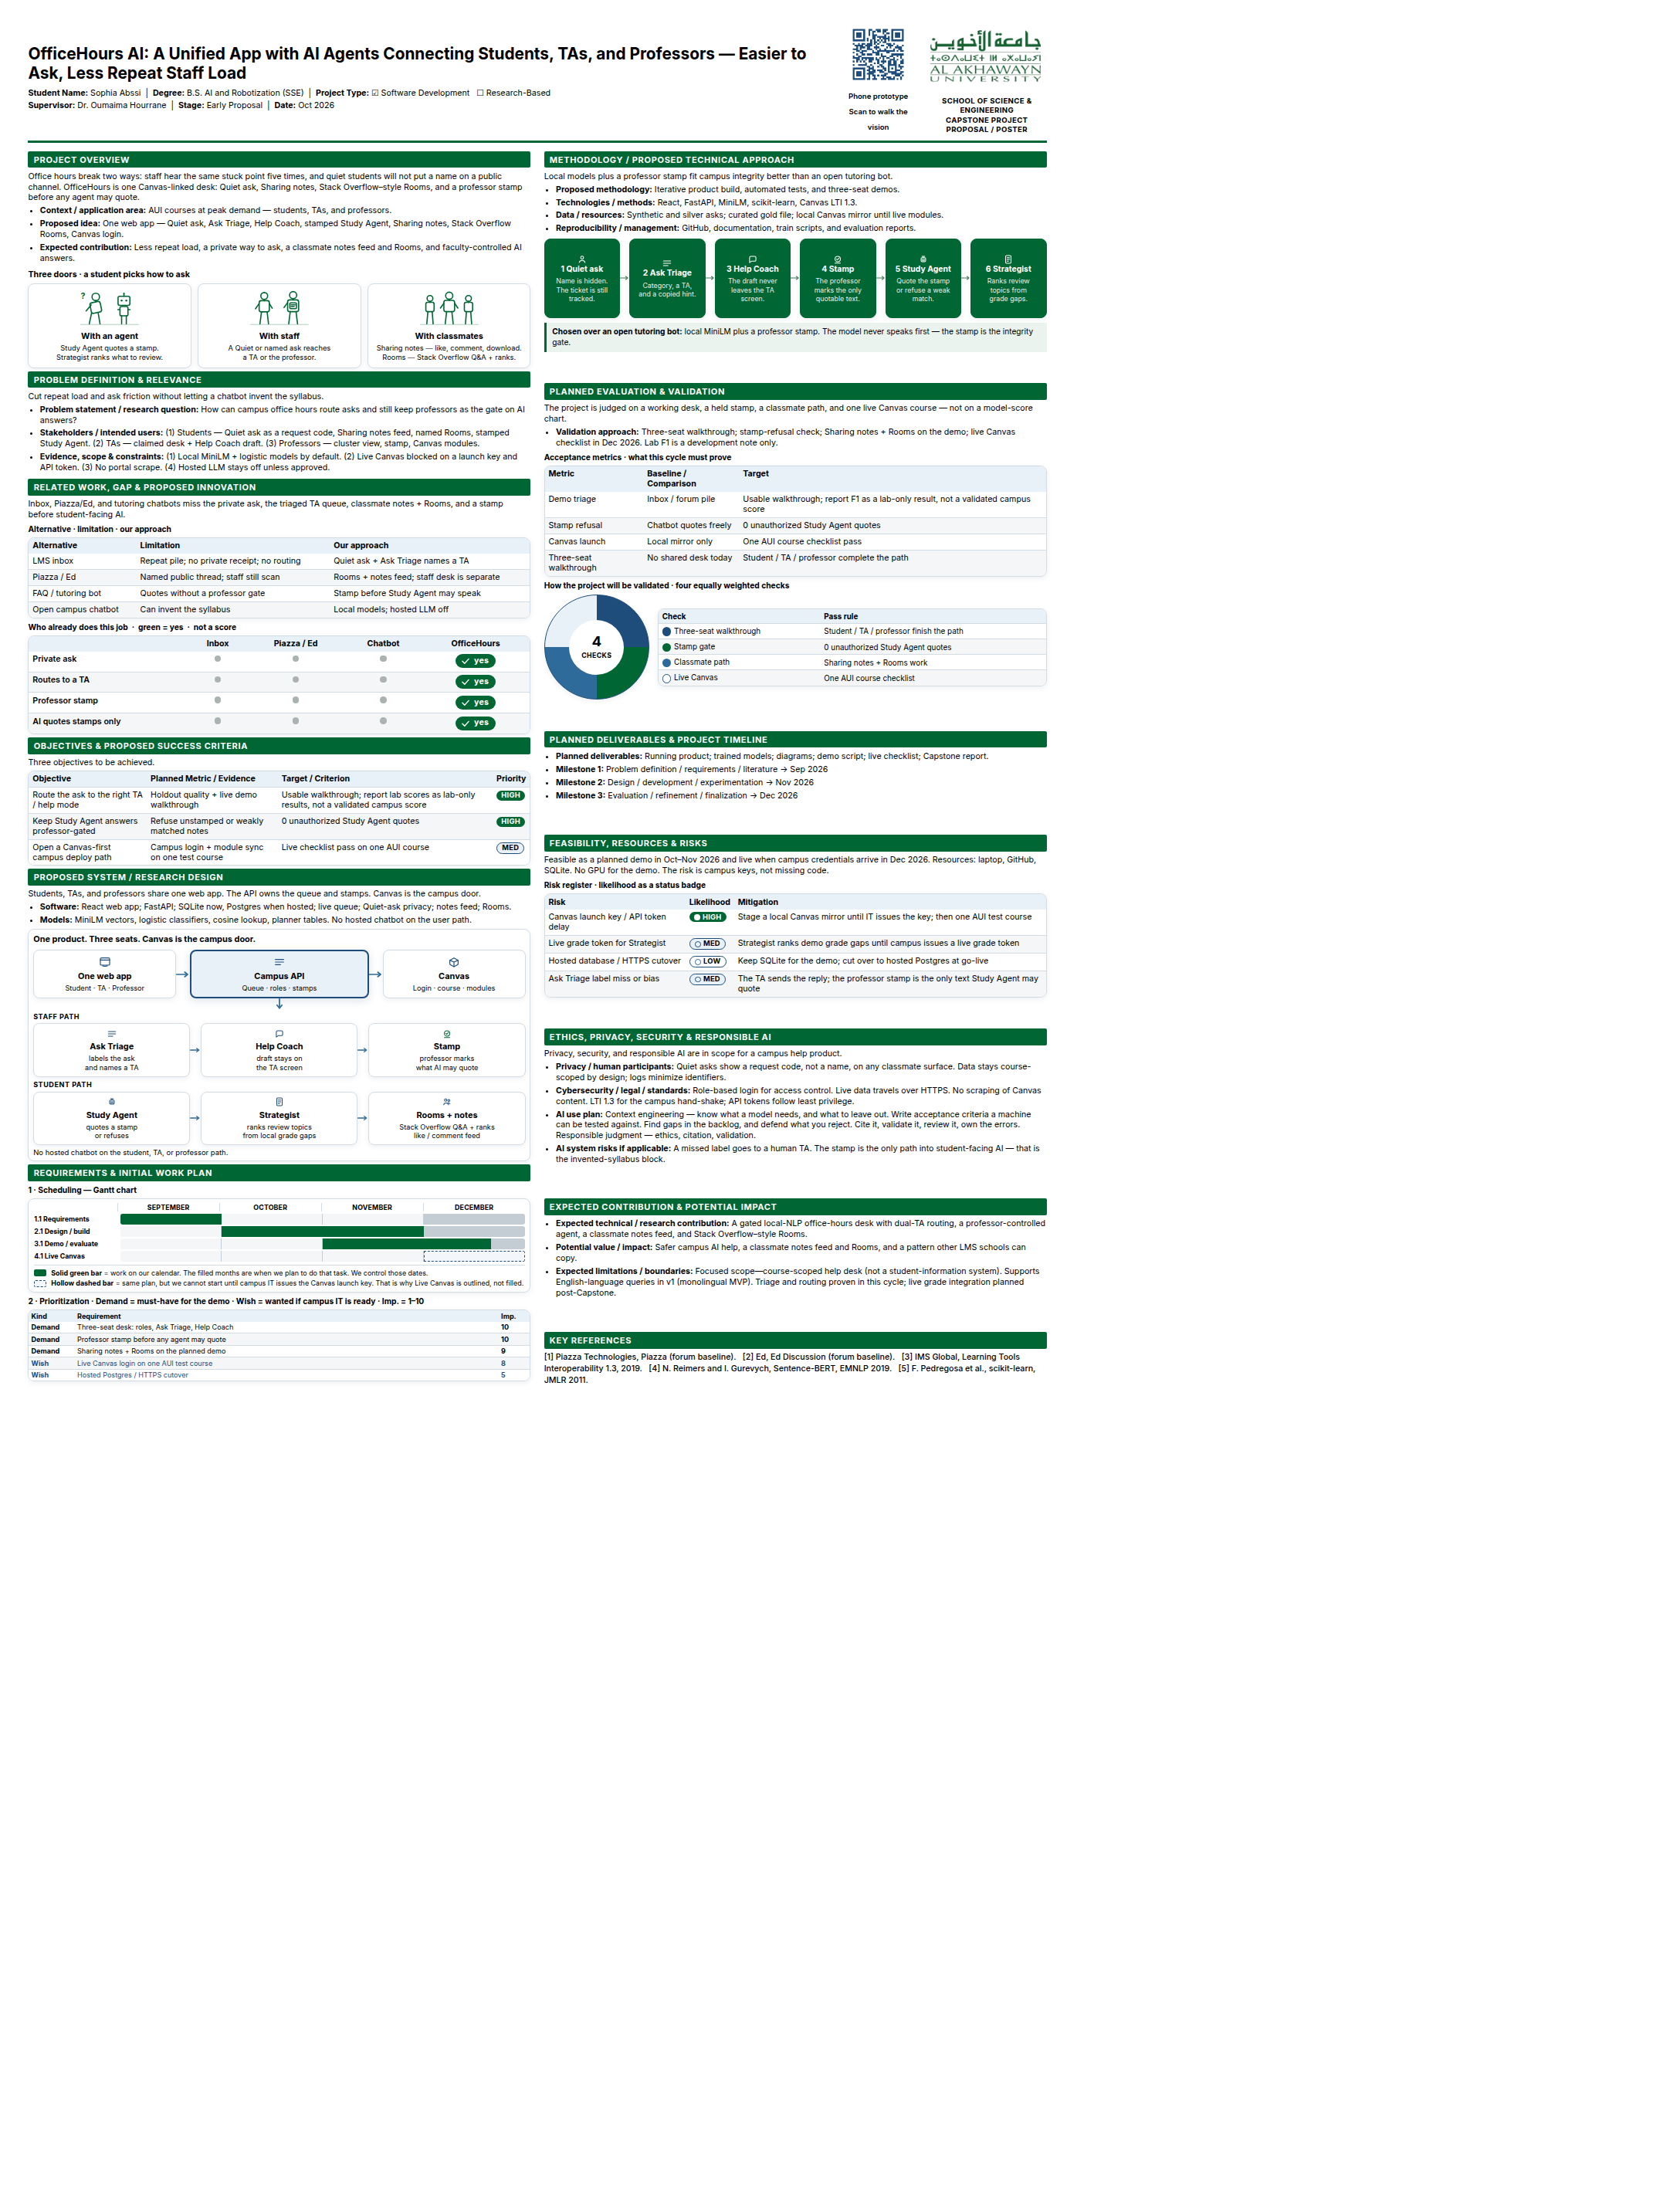 OfficeHours AI: A Unified App with AI Agents Connecting Students, TAs, and Professors — Easier to
Ask, Less Repeat Staff Load
Student Name: Sophia Abssi | Degree: B.S. AI and Robotization (SSE) | Project Type: ☑ Software Development ☐ Research-Based
Supervisor: Dr. Oumaima Hourrane | Stage: Early Proposal | Date: Oct 2026
Phone prototype
Scan to walk the
vision
جامعة الأخوين
AL AKHAWAYN
UNIVERSITY
SCHOOL OF SCIENCE &
ENGINEERING
CAPSTONE PROJECT
PROPOSAL / POSTER
PROJECT OVERVIEW
Office hours break two ways: staff hear the same stuck point five times, and quiet students will not put a name on a public
channel. OfficeHours is one Canvas-linked desk: Quiet ask, Sharing notes, Stack Overflow–style Rooms, and a professor stamp
before any agent may quote.
• Context / application area: AUI courses at peak demand — students, TAs, and professors.
• Proposed idea: One web app — Quiet ask, Ask Triage, Help Coach, stamped Study Agent, Sharing notes, Stack Overflow
Rooms, Canvas login.
• Expected contribution: Less repeat load, a private way to ask, a classmate notes feed and Rooms, and faculty-controlled AI
answers.
Three doors · a student picks how to ask
?
With an agent
Study Agent quotes a stamp.
Strategist ranks what to review.
With staff
A Quiet or named ask reaches
a TA or the professor.
With classmates
Sharing notes — like, comment, download.
Rooms — Stack Overflow Q&A + ranks.
PROBLEM DEFINITION & RELEVANCE
Cut repeat load and ask friction without letting a chatbot invent the syllabus.
• Problem statement / research question: How can campus office hours route asks and still keep professors as the gate on AI
answers?
• Stakeholders / intended users: (1) Students — Quiet ask as a request code, Sharing notes feed, named Rooms, stamped
Study Agent. (2) TAs — claimed desk + Help Coach draft. (3) Professors — cluster view, stamp, Canvas modules.
• Evidence, scope & constraints: (1) Local MiniLM + logistic models by default. (2) Live Canvas blocked on a launch key and
API token. (3) No portal scrape. (4) Hosted LLM stays off unless approved.
RELATED WORK, GAP & PROPOSED INNOVATION
Inbox, Piazza/Ed, and tutoring chatbots miss the private ask, the triaged TA queue, classmate notes + Rooms, and a stamp
before student-facing AI.
Alternative · limitation · our approach
Alternative Limitation Our approach
LMS inbox Repeat pile; no private receipt; no routing Quiet ask + Ask Triage names a TA
Piazza / Ed Named public thread; staff still scan Rooms + notes feed; staff desk is separate
FAQ / tutoring bot Quotes without a professor gate Stamp before Study Agent may speak
Open campus chatbot Can invent the syllabus Local models; hosted LLM off
Who already does this job · green = yes · not a score
Inbox Piazza / Ed Chatbot OfficeHours
Private ask yes
Routes to a TA yes
Professor stamp yes
AI quotes stamps only yes
OBJECTIVES & PROPOSED SUCCESS CRITERIA
Three objectives to be achieved.
Objective Planned Metric / Evidence Target / Criterion Priority
Route the ask to the right TA
/ help mode
Holdout quality + live demo
walkthrough
Usable walkthrough; report lab scores as lab-only
results, not a validated campus score
HIGH
Keep Study Agent answers
professor-gated
Refuse unstamped or weakly
matched notes
0 unauthorized Study Agent quotes
HIGH
Open a Canvas-first
campus deploy path
Campus login + module sync
on one test course
Live checklist pass on one AUI course
MED
PROPOSED SYSTEM / RESEARCH DESIGN
Students, TAs, and professors share one web app. The API owns the queue and stamps. Canvas is the campus door.
• Software: React web app; FastAPI; SQLite now, Postgres when hosted; live queue; Quiet-ask privacy; notes feed; Rooms.
• Models: MiniLM vectors, logistic classifiers, cosine lookup, planner tables. No hosted chatbot on the user path.
One product. Three seats. Canvas is the campus door.
One web app
Student · TA · Professor
Campus API
Queue · roles · stamps
Canvas
Login · course · modules
STAFF PATH
Ask Triage
labels the ask
and names a TA
Help Coach
draft stays on
the TA screen
Stamp
professor marks
what AI may quote
STUDENT PATH
Study Agent
quotes a stamp
or refuses
Strategist
ranks review topics
from local grade gaps
Rooms + notes
Stack Overflow Q&A + ranks
like / comment feed
No hosted chatbot on the student, TA, or professor path.
REQUIREMENTS & INITIAL WORK PLAN
1 · Scheduling — Gantt chart
SEPTEMBER OCTOBER NOVEMBER DECEMBER
1.1 Requirements
2.1 Design / build
3.1 Demo / evaluate
4.1 Live Canvas
Solid green bar = work on our calendar. The filled months are when we plan to do that task. We control those dates.
Hollow dashed bar = same plan, but we cannot start until campus IT issues the Canvas launch key. That is why Live Canvas is outlined, not filled.
2 · Prioritization · Demand = must-have for the demo · Wish = wanted if campus IT is ready · Imp. = 1–10
Kind Requirement Imp.
Demand Three-seat desk: roles, Ask Triage, Help Coach 10
Demand Professor stamp before any agent may quote 10
Demand Sharing notes + Rooms on the planned demo 9
Wish Live Canvas login on one AUI test course 8
Wish Hosted Postgres / HTTPS cutover 5
METHODOLOGY / PROPOSED TECHNICAL APPROACH
Local models plus a professor stamp fit campus integrity better than an open tutoring bot.
• Proposed methodology: Iterative product build, automated tests, and three-seat demos.
• Technologies / methods: React, FastAPI, MiniLM, scikit-learn, Canvas LTI 1.3.
• Data / resources: Synthetic and silver asks; curated gold file; local Canvas mirror until live modules.
• Reproducibility / management: GitHub, documentation, train scripts, and evaluation reports.
1 Quiet ask
Name is hidden.
The ticket is still
tracked.
2 Ask Triage
Category, a TA,
and a copied hint.
3 Help Coach
The draft never
leaves the TA
screen.
4 Stamp
The professor
marks the only
quotable text.
5 Study Agent
Quote the stamp
or refuse a weak
match.
6 Strategist
Ranks review
topics from
grade gaps.
Chosen over an open tutoring bot: local MiniLM plus a professor stamp. The model never speaks first — the stamp is the integrity
gate.
PLANNED EVALUATION & VALIDATION
The project is judged on a working desk, a held stamp, a classmate path, and one live Canvas course — not on a model-score
chart.
• Validation approach: Three-seat walkthrough; stamp-refusal check; Sharing notes + Rooms on the demo; live Canvas
checklist in Dec 2026. Lab F1 is a development note only.
Acceptance metrics · what this cycle must prove
Metric Baseline / Comparison Target
Demo triage Inbox / forum pile Usable walkthrough; report F1 as a lab-only result, not a validated campus
score
Stamp refusal Chatbot quotes freely 0 unauthorized Study Agent quotes
Canvas launch Local mirror only One AUI course checklist pass
Three-seat walkthrough No shared desk today Student / TA / professor complete the path
How the project will be validated · four equally weighted checks
4
CHECKS
Check Pass rule
Three-seat walkthrough Student / TA / professor finish the path
Stamp gate 0 unauthorized Study Agent quotes
Classmate path Sharing notes + Rooms work
Live Canvas One AUI course checklist
PLANNED DELIVERABLES & PROJECT TIMELINE
• Planned deliverables: Running product; trained models; diagrams; demo script; live checklist; Capstone report.
• Milestone 1: Problem definition / requirements / literature → Sep 2026
• Milestone 2: Design / development / experimentation → Nov 2026
• Milestone 3: Evaluation / refinement / finalization → Dec 2026
FEASIBILITY, RESOURCES & RISKS
Feasible as a planned demo in Oct–Nov 2026 and live when campus credentials arrive in Dec 2026. Resources: laptop, GitHub,
SQLite. No GPU for the demo. The risk is campus keys, not missing code.
Risk register · likelihood as a status badge
Risk Likelihood Mitigation
Canvas launch key / API token
delay
HIGH
Stage a local Canvas mirror until IT issues the key; then one AUI test course
Live grade token for Strategist MED Strategist ranks demo grade gaps until campus issues a live grade token
Hosted database / HTTPS cutover LOW Keep SQLite for the demo; cut over to hosted Postgres at go-live
Ask Triage label miss or bias MED The TA sends the reply; the professor stamp is the only text Study Agent may
quote
ETHICS, PRIVACY, SECURITY & RESPONSIBLE AI
Privacy, security, and responsible AI are in scope for a campus help product.
• Privacy / human participants: Quiet asks show a request code, not a name, on any classmate surface. Data stays course-
scoped by design; logs minimize identifiers.
• Cybersecurity / legal / standards: Role-based login for access control. Live data travels over HTTPS. No scraping of Canvas
content. LTI 1.3 for the campus hand-shake; API tokens follow least privilege.
• AI use plan: Context engineering — know what a model needs, and what to leave out. Write acceptance criteria a machine
can be tested against. Find gaps in the backlog, and defend what you reject. Cite it, validate it, review it, own the errors.
Responsible judgment — ethics, citation, validation.
• AI system risks if applicable: A missed label goes to a human TA. The stamp is the only path into student-facing AI — that is
the invented-syllabus block.
EXPECTED CONTRIBUTION & POTENTIAL IMPACT
• Expected technical / research contribution: A gated local-NLP office-hours desk with dual-TA routing, a professor-controlled
agent, a classmate notes feed, and Stack Overflow–style Rooms.
• Potential value / impact: Safer campus AI help, a classmate notes feed and Rooms, and a pattern other LMS schools can
copy.
• Expected limitations / boundaries: Focused scope—course-scoped help desk (not a student-information system). Supports
English-language queries in v1 (monolingual MVP). Triage and routing proven in this cycle; live grade integration planned
post-Capstone.
KEY REFERENCES
[1] Piazza Technologies, Piazza (forum baseline). [2] Ed, Ed Discussion (forum baseline). [3] IMS Global, Learning Tools
Interoperability 1.3, 2019. [4] N. Reimers and I. Gurevych, Sentence-BERT, EMNLP 2019. [5] F. Pedregosa et al., scikit-learn,
JMLR 2011.